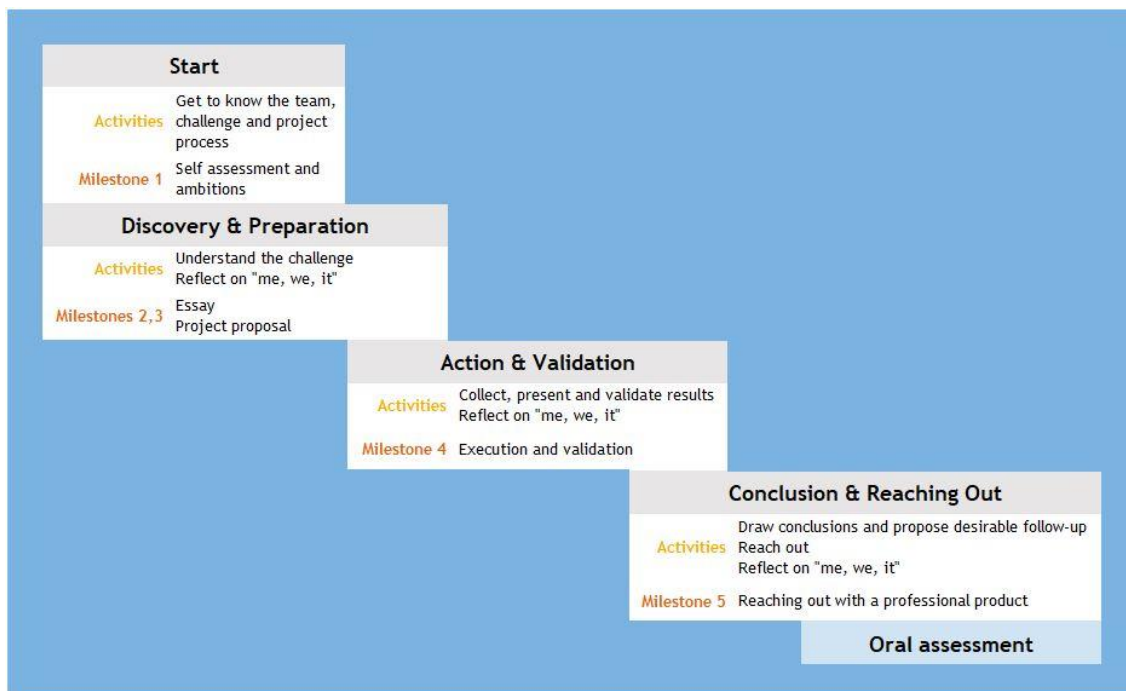 Start
Activities
Get to know the team,
challenge and project
process
Milestone 1
Self assessment and
ambitions
Discovery & Preparation
Activities
Understand the challenge
Reflect on "me, we, it"
Milestones 2,3
Essay
Project proposal
Action & Validation
Activities
Collect, present and validate results
Reflect on "me, we, it"
Milestone 4
Execution and validation
Conclusion & Reaching Out
Activities
Draw conclusions and propose desirable follow-up
Reach out
Reflect on "me, we, it"
Milestone 5
Reaching out with a professional product
Oral assessment